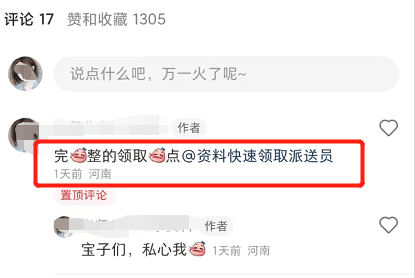 评论 17 赞和收藏 1305
说点什么吧，万一火了呢~
作者
完🥰整的领取🥰点@资料快速领取派送员
1天前 河南
置顶评论
作者
宝子们，私心我🥰 1天前 河南